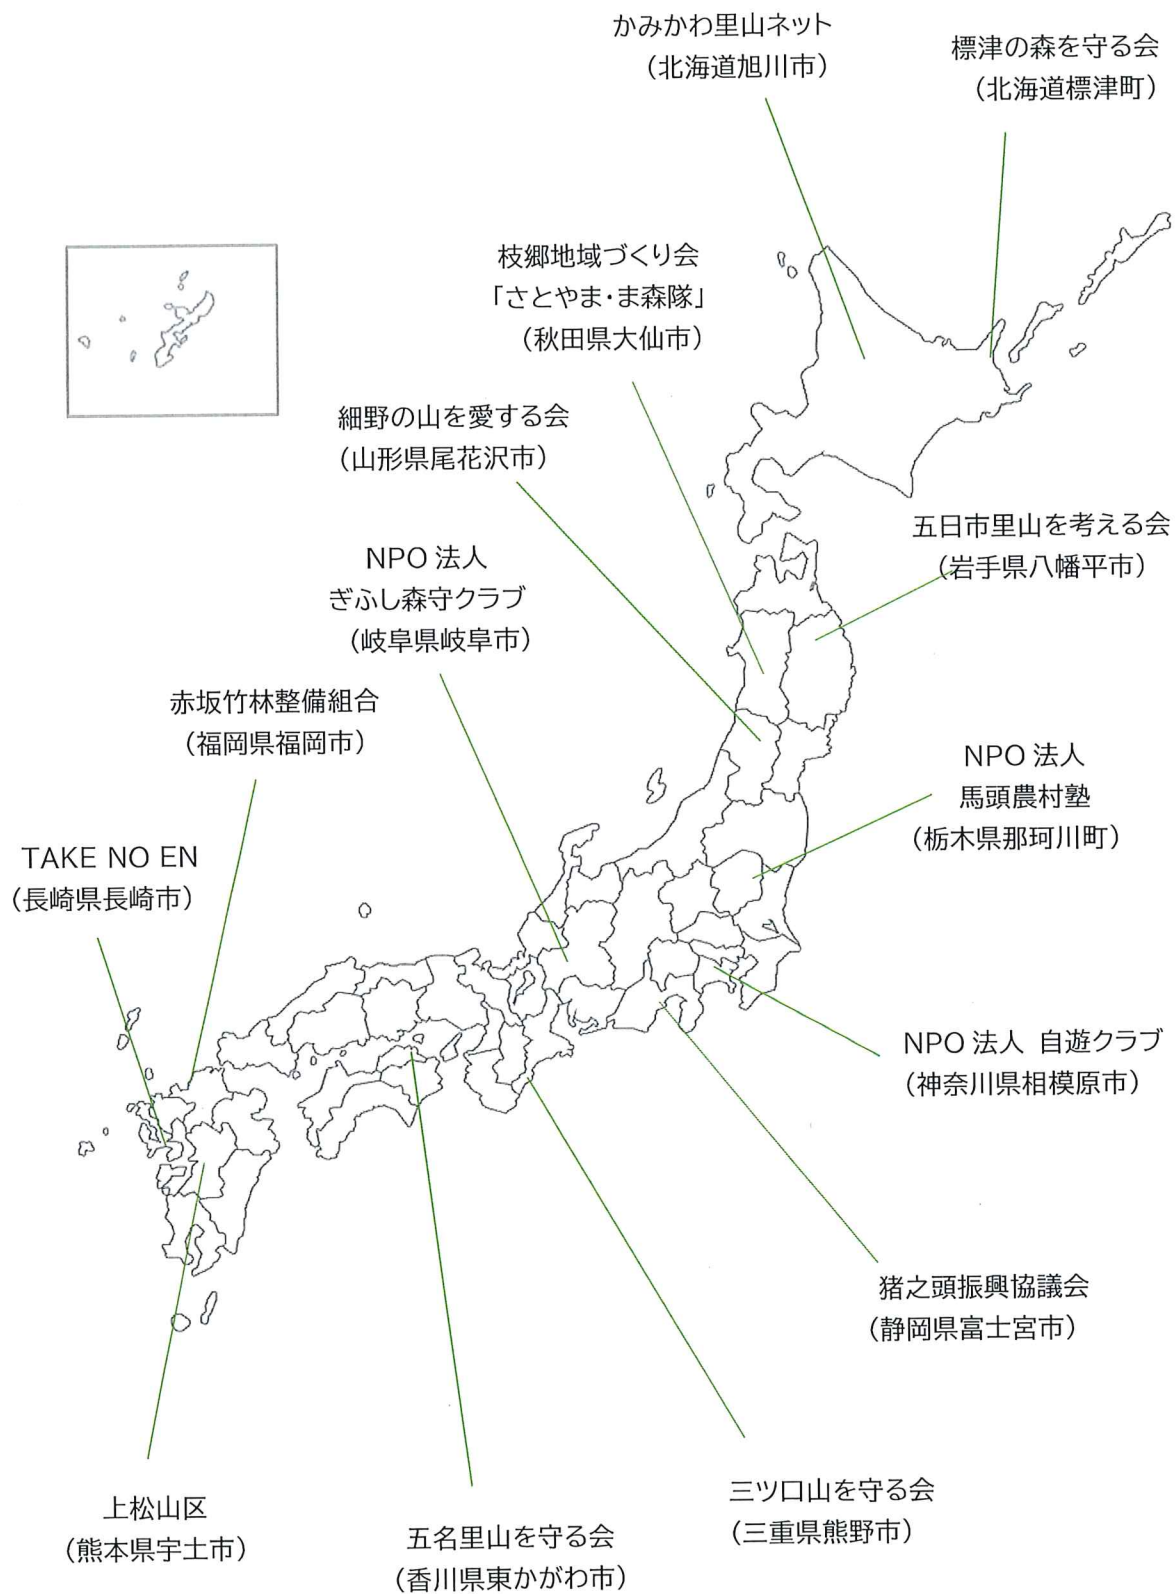 かみかわ里山ネット
（北海道旭川市）
標津の森を守る会
（北海道標津町）
枝郷地域づくり会
「さとやま・ま森隊」
（秋田県大仙市）
細野の山を愛する会
（山形県尾花沢市）
五日市里山を考える会
（岩手県八幡平市）
NPO 法人
ぎふし森守クラブ
（岐阜県岐阜市）
赤坂竹林整備組合
（福岡県福岡市）
NPO 法人
馬頭農村塾
（栃木県那珂川町）
TAKE NO EN
（長崎県長崎市）
NPO 法人 自遊クラブ
（神奈川県相模原市）
猪之頭振興協議会
（静岡県富士宮市）
三ツ口山を守る会
（三重県熊野市）
上松山区
（熊本県宇土市）
五名里山を守る会
（香川県東かがわ市）